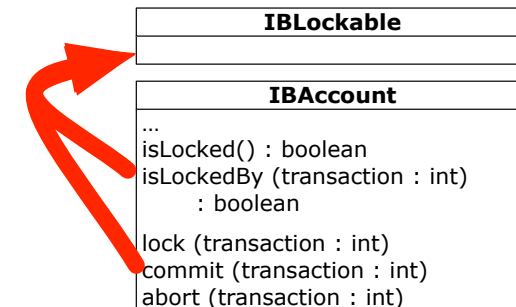 IBLockable
IBAccount
…
isLocked() : boolean
isLockedBy (transaction : int)
: boolean
lock (transaction : int)
commit (transaction : int)
abort (transaction : int)